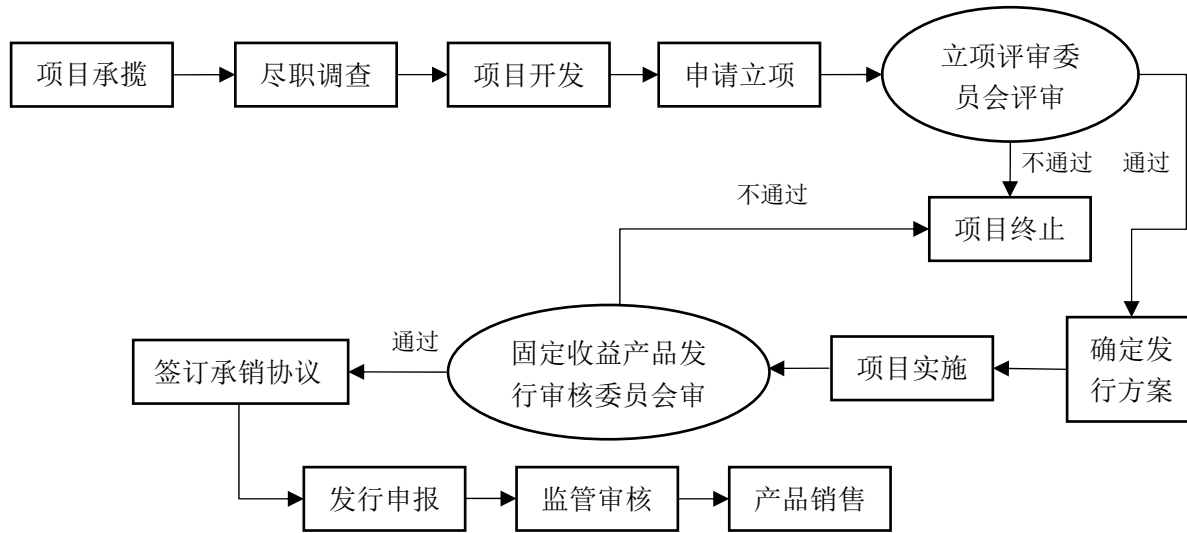 项目承揽
尽职调查
项目开发
申请立项
立项评审委
员会评审
不通过
通过
不通过
项目终止
确定发
行方案
项目实施
固定收益产品发
行审核委员会审
通过
签订承销协议
发行申报
监管审核
产品销售